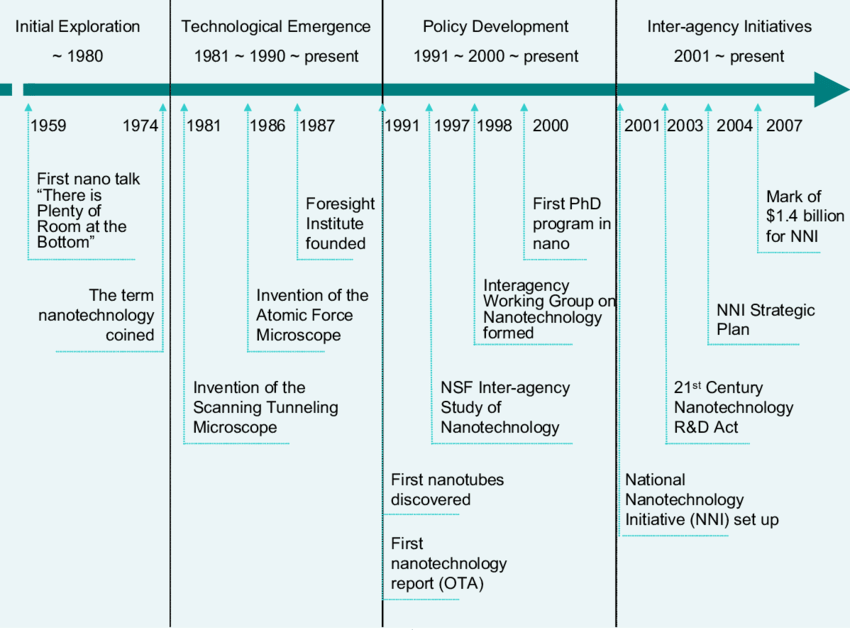 Initial Exploration
~ 1980
Technological Emergence
1981 ~ 1990 ~ present
Policy Development
1991 ~ 2000 ~ present
Inter-agency Initiatives
2001 ~ present
1959
1974
1981
1986
1987
1991
1997
1998
2000
2001
2003
2004
2007
First nano talk
“There is
Plenty of
Room at the
Bottom”
The term
nanotechnology
coined
Foresight
Institute
founded
Invention of the
Atomic Force
Microscope
Invention of the
Scanning Tunneling
Microscope
First PhD
program in
nano
Interagency
Working Group on
Nanotechnology
formed
NSF Inter-agency
Study of
Nanotechnology
First nanotubes
discovered
First
nanotechnology
report (OTA)
Mark of
$1.4 billion
for NNI
NNI Strategic
Plan
21st Century
Nanotechnology
R&D Act
National
Nanotechnology
Initiative (NNI) set up